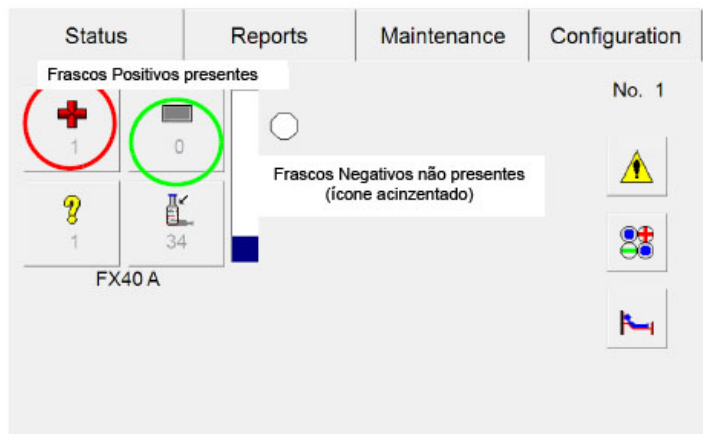 Status
Reports
Maintenance
Configuration
Frascos Positivos presentes
No. 1
1
0
Frascos Negativos não presentes
(ícone acinzentado)
1
34
FX40 A